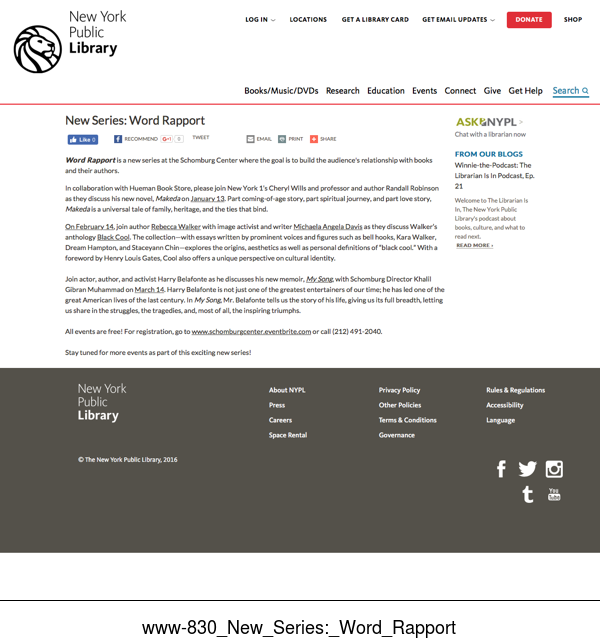 New York
Public
Library
LOG IN
LOCATIONS
GET A LIBRARY CARD
GET EMAIL UPDATES
DONATE
SHOP
Books/Music/DVDs Research Education Events Connect Give Get Help Search
New Series: Word Rapport
Like 0
RECOMMEND
G+1 0
TWEET
EMAIL
PRINT
SHARE
Word Rapport is a new series at the Schomburg Center where the goal is to build the audience's relationship with books
and their authors.
In collaboration with Hueman Book Store, please join New York 1's Cheryl Wills and professor and author Randall Robinson
as they discuss his new novel, Makeda on January 13. Part coming-of-age story, part spiritual journey, and part love story,
Makeda is a universal tale of family, heritage, and the ties that bind.
On February 14, join author Rebecca Walker with image activist and writer Michaela Angela Davis as they discuss Walker's
anthology Black Cool. The collection—with essays written by prominent voices and figures such as bell hooks, Kara Walker,
Dream Hampton, and Staceyann Chin—explores the origins, aesthetics as well as personal definitions of "black cool." With a
foreword by Henry Louis Gates, Cool also offers a unique perspective on cultural identity.
Join actor, author, and activist Harry Belafonte as he discusses his new memoir, My Song, with Schomburg Director Khalil
Gibran Muhammad on March 14. Harry Belafonte is not just one of the greatest entertainers of our time; he has led one of the
great American lives of the last century. In My Song, Mr. Belafonte tells us the story of his life, giving us its full breadth, letting
us share in the struggles, the tragedies, and, most of all, the inspiring triumphs.
All events are free! For registration, go to www.schomburgcenter.eventbrite.com or call (212) 491-2040.
Stay tuned for more events as part of this exciting new series!
ASK NYPL >
Chat with a librarian now
FROM OUR BLOGS
Winnie-the-Podcast: The
Librarian Is In Podcast, Ep.
21
Welcome to The Librarian Is
In, The New York Public
Library's podcast about
books, culture, and what to
read next.
READ MORE ›
New York
Public
Library
About NYPL
Press
Careers
Space Rental
Privacy Policy
Other Policies
Terms & Conditions
Governance
Rules & Regulations
Accessibility
Language
© The New York Public Library, 2016
You
Tube
www-830_New_Series:_Word_Rapport